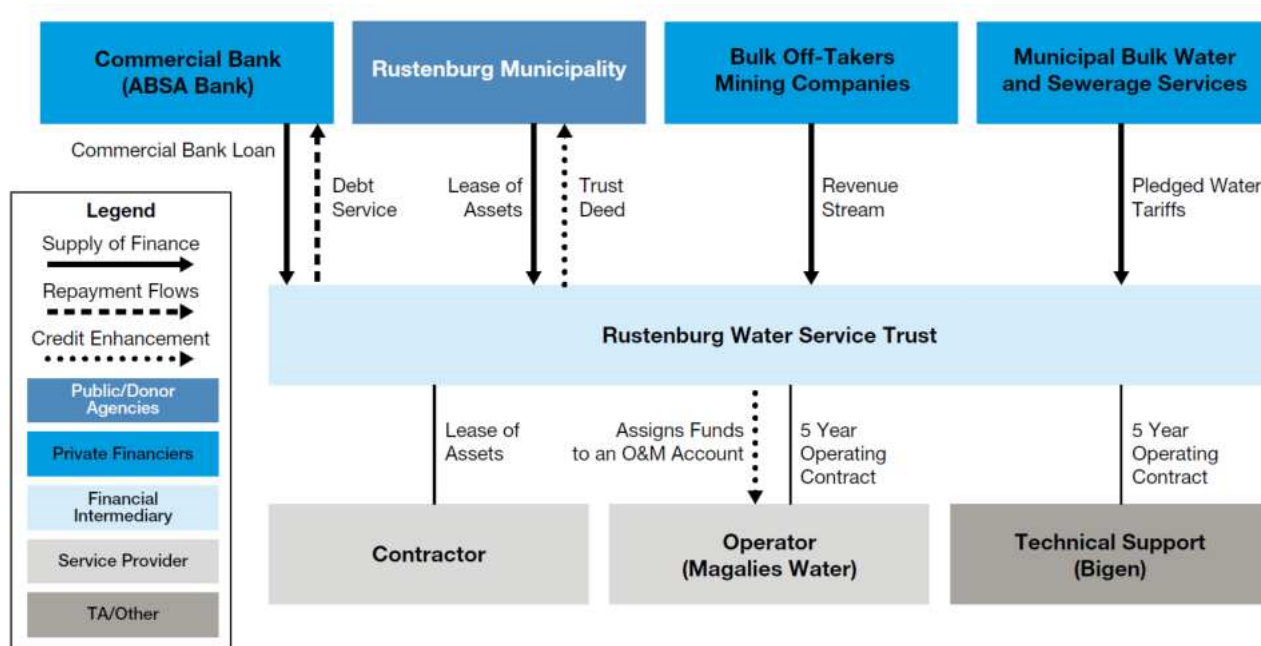 Commercial Bank
(ABSA Bank)
Rustenburg Municipality
Bulk Off-Takers
Mining Companies
Municipal Bulk Water
and Sewerage Services
Commercial Bank Loan
Debt
Service
Lease of
Assets
Trust
Deed
Revenue
Stream
Pledged Water
Tariffs
Legend
Supply of Finance
Repayment Flows
Credit Enhancement
Public/Donor
Agencies
Private Financiers
Financial
Intermediary
Service Provider
TA/Other
Rustenburg Water Service Trust
Lease of
Assets
Assigns Funds
to an O&M Account
5 Year
Operating
Contract
5 Year
Operating
Contract
Contractor
Operator
(Magalies Water)
Technical Support
(Bigen)